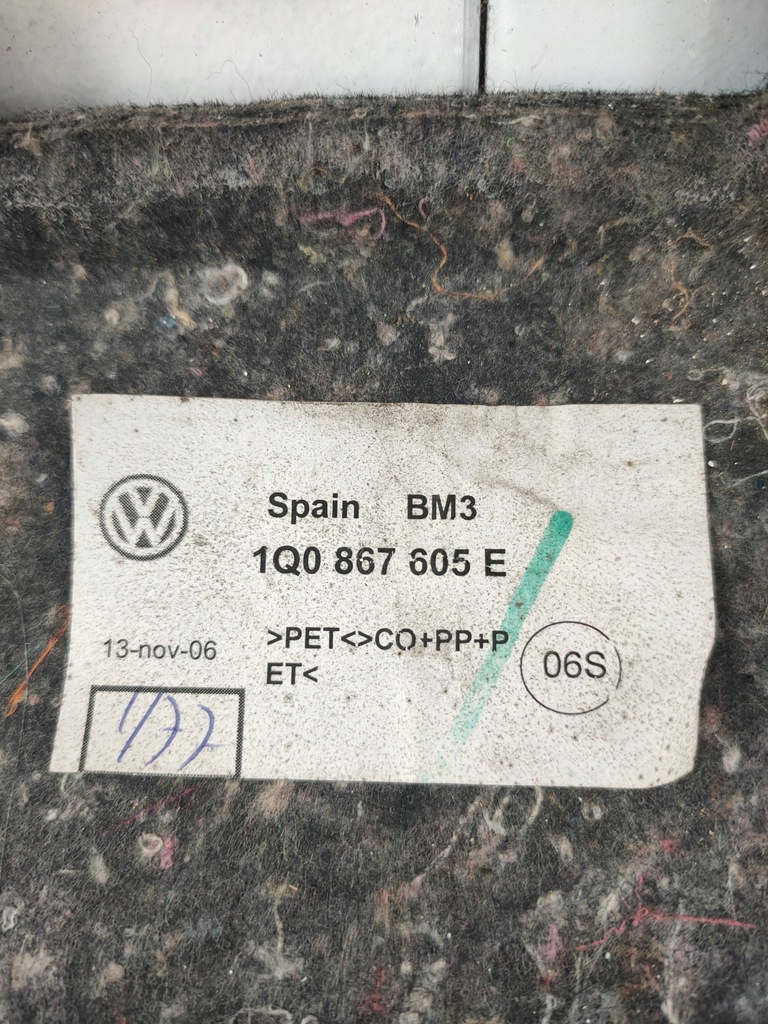 Spain BM3
1Q0 867 605 E
>PET<>CO+PP+P
ET<
13-nov-06
06S